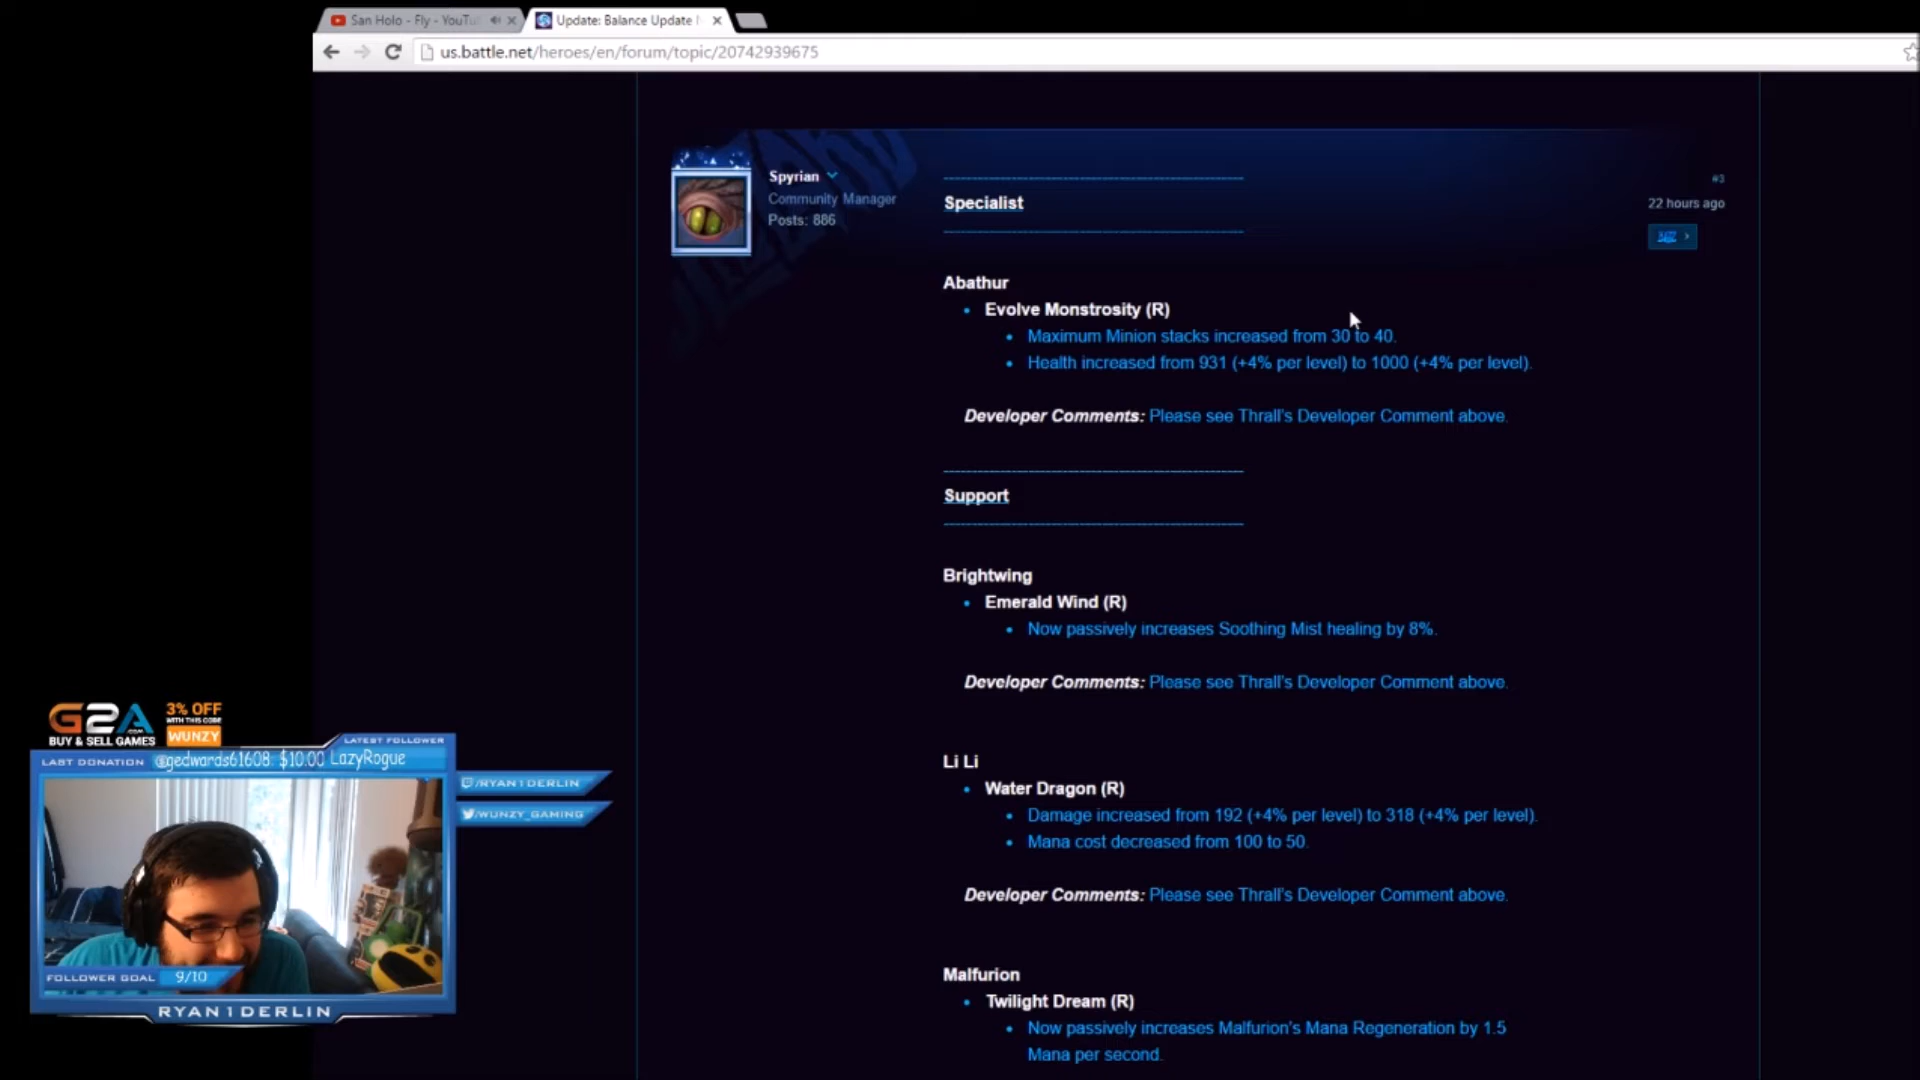 San Holo - Fly - YouTu
Update: Balance Update
us.battle.net/heroes/en/forum/topic/20742939675
Spyrian
Community Manager
Posts: 886
Specialist
#3
22 hours ago
Abathur
Evolve Monstrosity (R)
Maximum Minion stacks increased from 30 to 40.
Health increased from 931 (+4% per level) to 1000 (+4% per level).
Developer Comments: Please see Thrall's Developer Comment above.
Support
Brightwing
Emerald Wind (R)
Now passively increases Soothing Mist healing by 8%.
Developer Comments: Please see Thrall's Developer Comment above.
Li Li
Water Dragon (R)
Damage increased from 192 (+4% per level) to 318 (+4% per level).
Mana cost decreased from 100 to 50.
Developer Comments: Please see Thrall's Developer Comment above.
Malfurion
Twilight Dream (R)
Now passively increases Malfurion's Mana Regeneration by 1.5
Mana per second.
G2A.COM
BUY & SELL GAMES
3% OFF
WITH THIS CODE
WUNZY
LATEST FOLLOWER
LAST DONATION @gedwards61608: $10.00 LazyRogue
/RYAN1DERLIN
/WUNZY_GAMING
FOLLOWER GOAL 9/10
RYAN1DERLIN